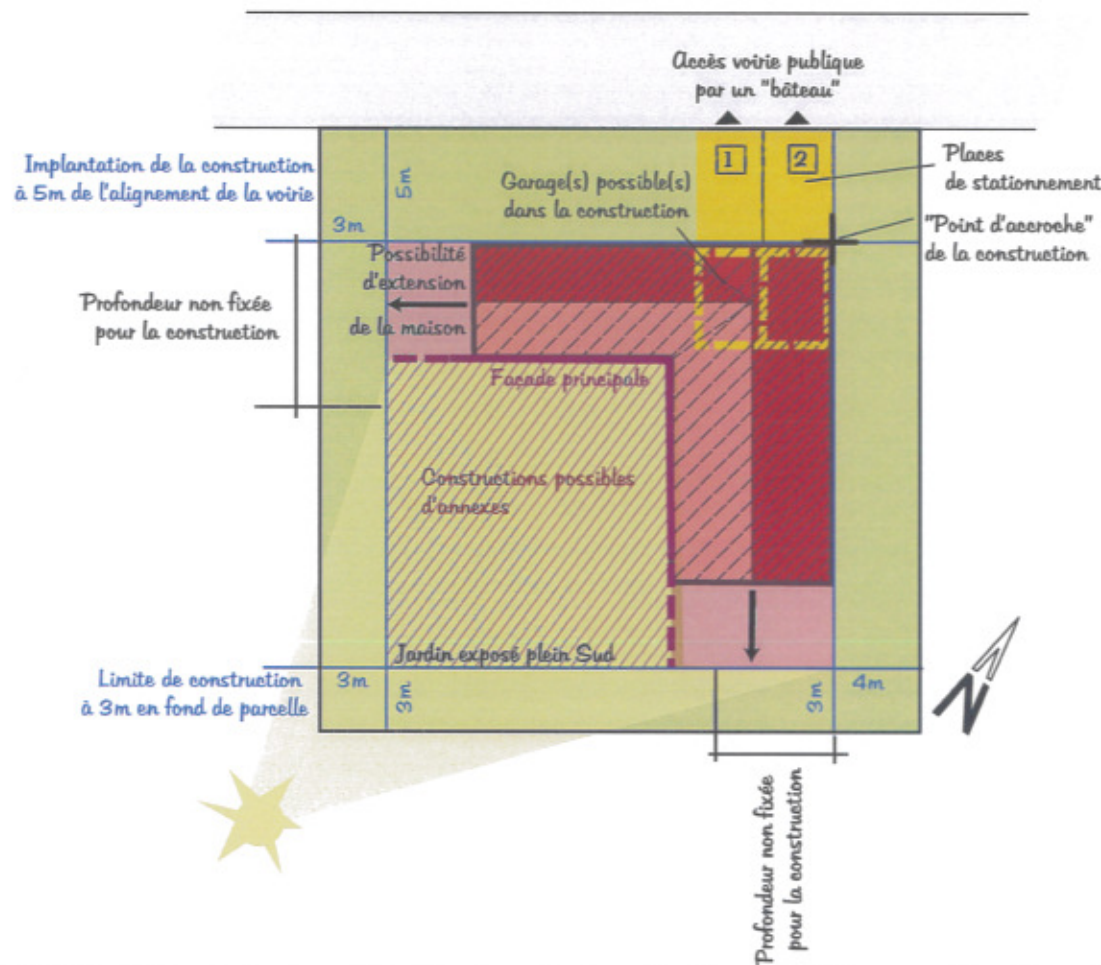 Accès voirie publique
par un "bâteau"
Implantation de la construction
à 5m de l'alignement de la voirie
5m
1
2
Places
de stationnement
Garage(s) possible(s)
dans la construction
"Point d'accroche"
de la construction
3m
Possibilité
d'extension
de la maison
Profondeur non fixée
pour la construction
Façade principale
Constructions possibles
d'annexes
Jardin exposé plein Sud
Limite de construction
à 3m en fond de parcelle
3m
3m
3m
4m
N
Profondeur non fixée
pour la construction